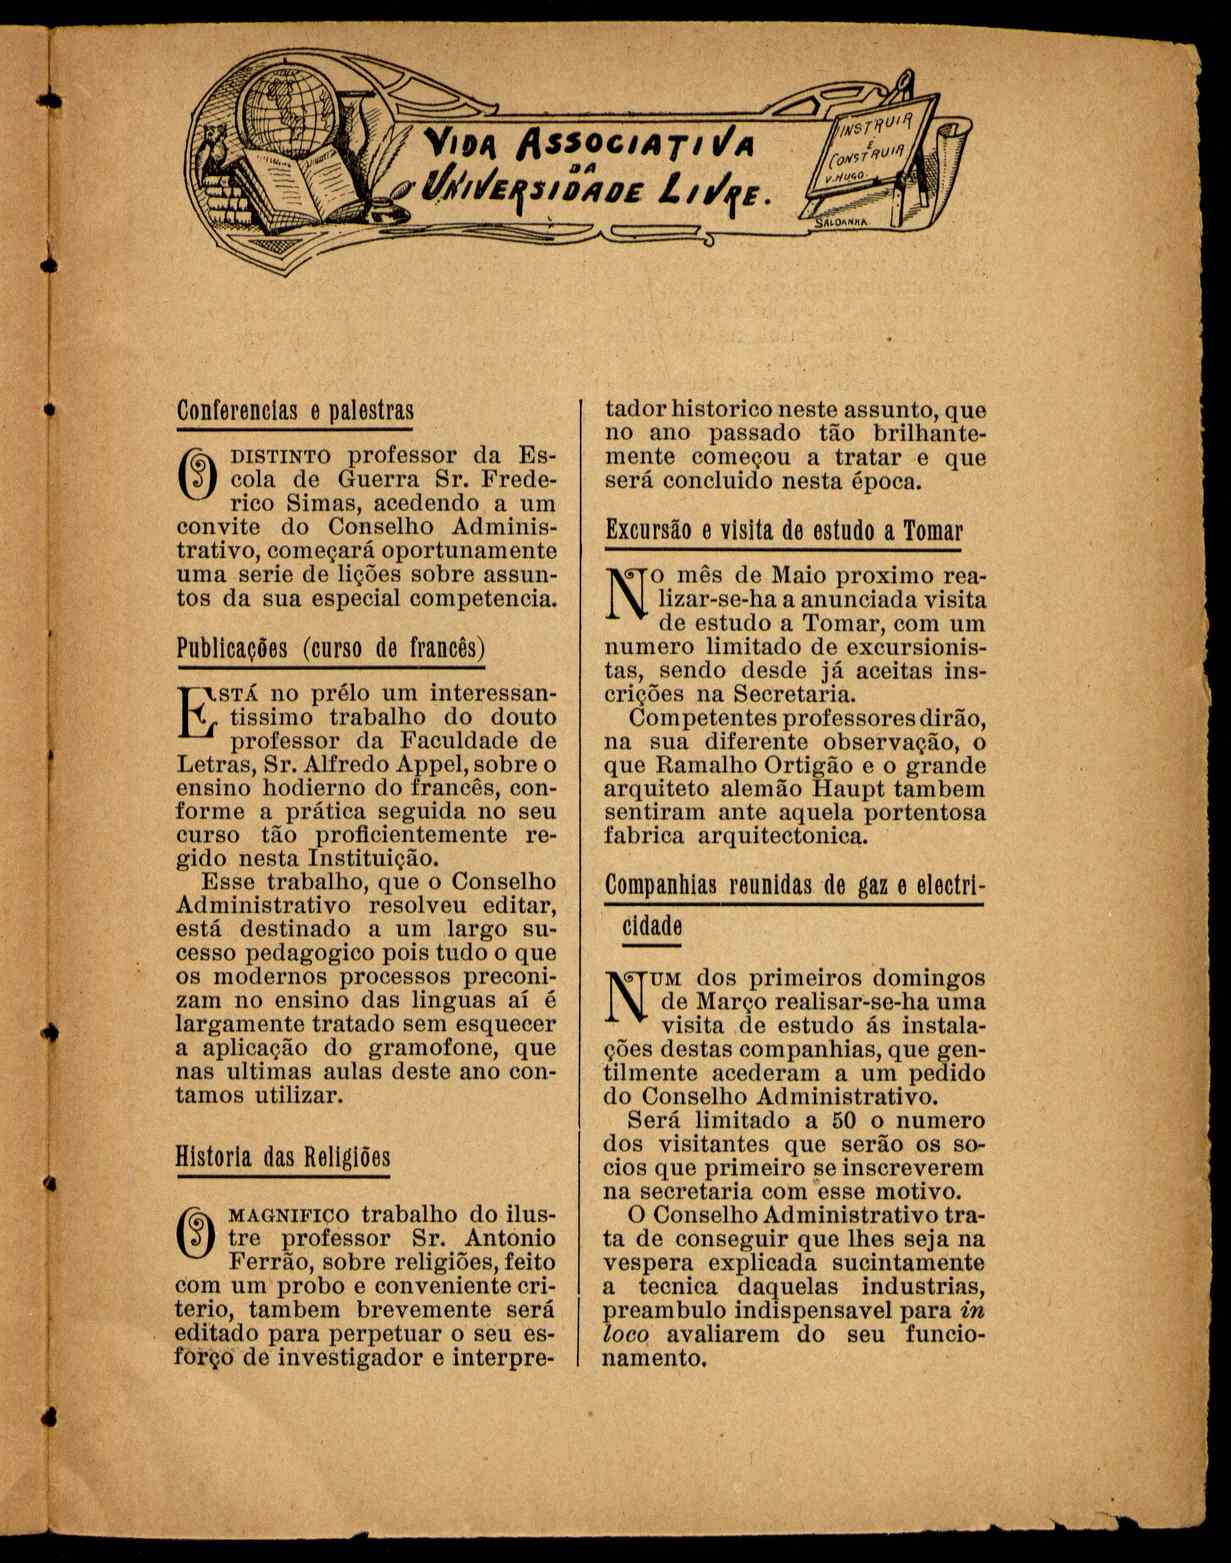 VIDA ASSOCIATIVA
DA
UNIVERSIDADE LIVRE.
INSTRUIR
É
CONSTRUIR
V. HUGO.
SALDANHA.
Conferencias e palestras
O DISTINTO professor da Es-
cola de Guerra Sr. Frede-
rico Simas, acedendo a um
convite do Conselho Adminis-
trativo, começará oportunamente
uma serie de lições sobre assun-
tos da sua especial competencia.
Publicações (curso de francês)
ESTÁ no prélo um interessan-
tissimo trabalho do douto
professor da Faculdade de
Letras, Sr. Alfredo Appel, sobre o
ensino hodierno do francês, con-
forme a prática seguida no seu
curso tão proficientemente re-
gido nesta Instituição.
Esse trabalho, que o Conselho
Administrativo resolveu editar,
está destinado a um largo su-
cesso pedagogico pois tudo o que
os modernos processos preconi-
zam no ensino das linguas aí é
largamente tratado sem esquecer
a aplicação do gramofone, que
nas ultimas aulas deste ano con-
tamos utilizar.
Historia das Religiões
O MAGNIFICO trabalho do ilus-
tre professor Sr. Antonio
Ferrão, sobre religiões, feito
com um probo e conveniente cri-
terio, tambem brevemente será
editado para perpetuar o seu es-
forço de investigador e interpre-
tador historico neste assunto, que
no ano passado tão brilhante-
mente começou a tratar e que
será concluido nesta época.
Excursão e visita de estudo a Tomar
NO mês de Maio proximo rea-
lizar-se-ha a anunciada visita
de estudo a Tomar, com um
numero limitado de excursionis-
tas, sendo desde já aceitas ins-
crições na Secretaria.
Competentes professores dirão,
na sua diferente observação, o
que Ramalho Ortigão e o grande
arquiteto alemão Haupt tambem
sentiram ante aquela portentosa
fabrica arquitectonica.
Companhias reunidas de gaz e electri-
cidade
NUM dos primeiros domingos
de Março realisar-se-ha uma
visita de estudo ás instala-
ções destas companhias, que gen-
tilmente acederam a um pedido
do Conselho Administrativo.
Será limitado a 50 o numero
dos visitantes que serão os so-
cios que primeiro se inscreverem
na secretaria com esse motivo.
O Conselho Administrativo tra-
ta de conseguir que lhes seja na
vespera explicada sucintamente
a tecnica daquelas industrias,
preambulo indispensavel para in
loco avaliarem do seu funcio-
namento.